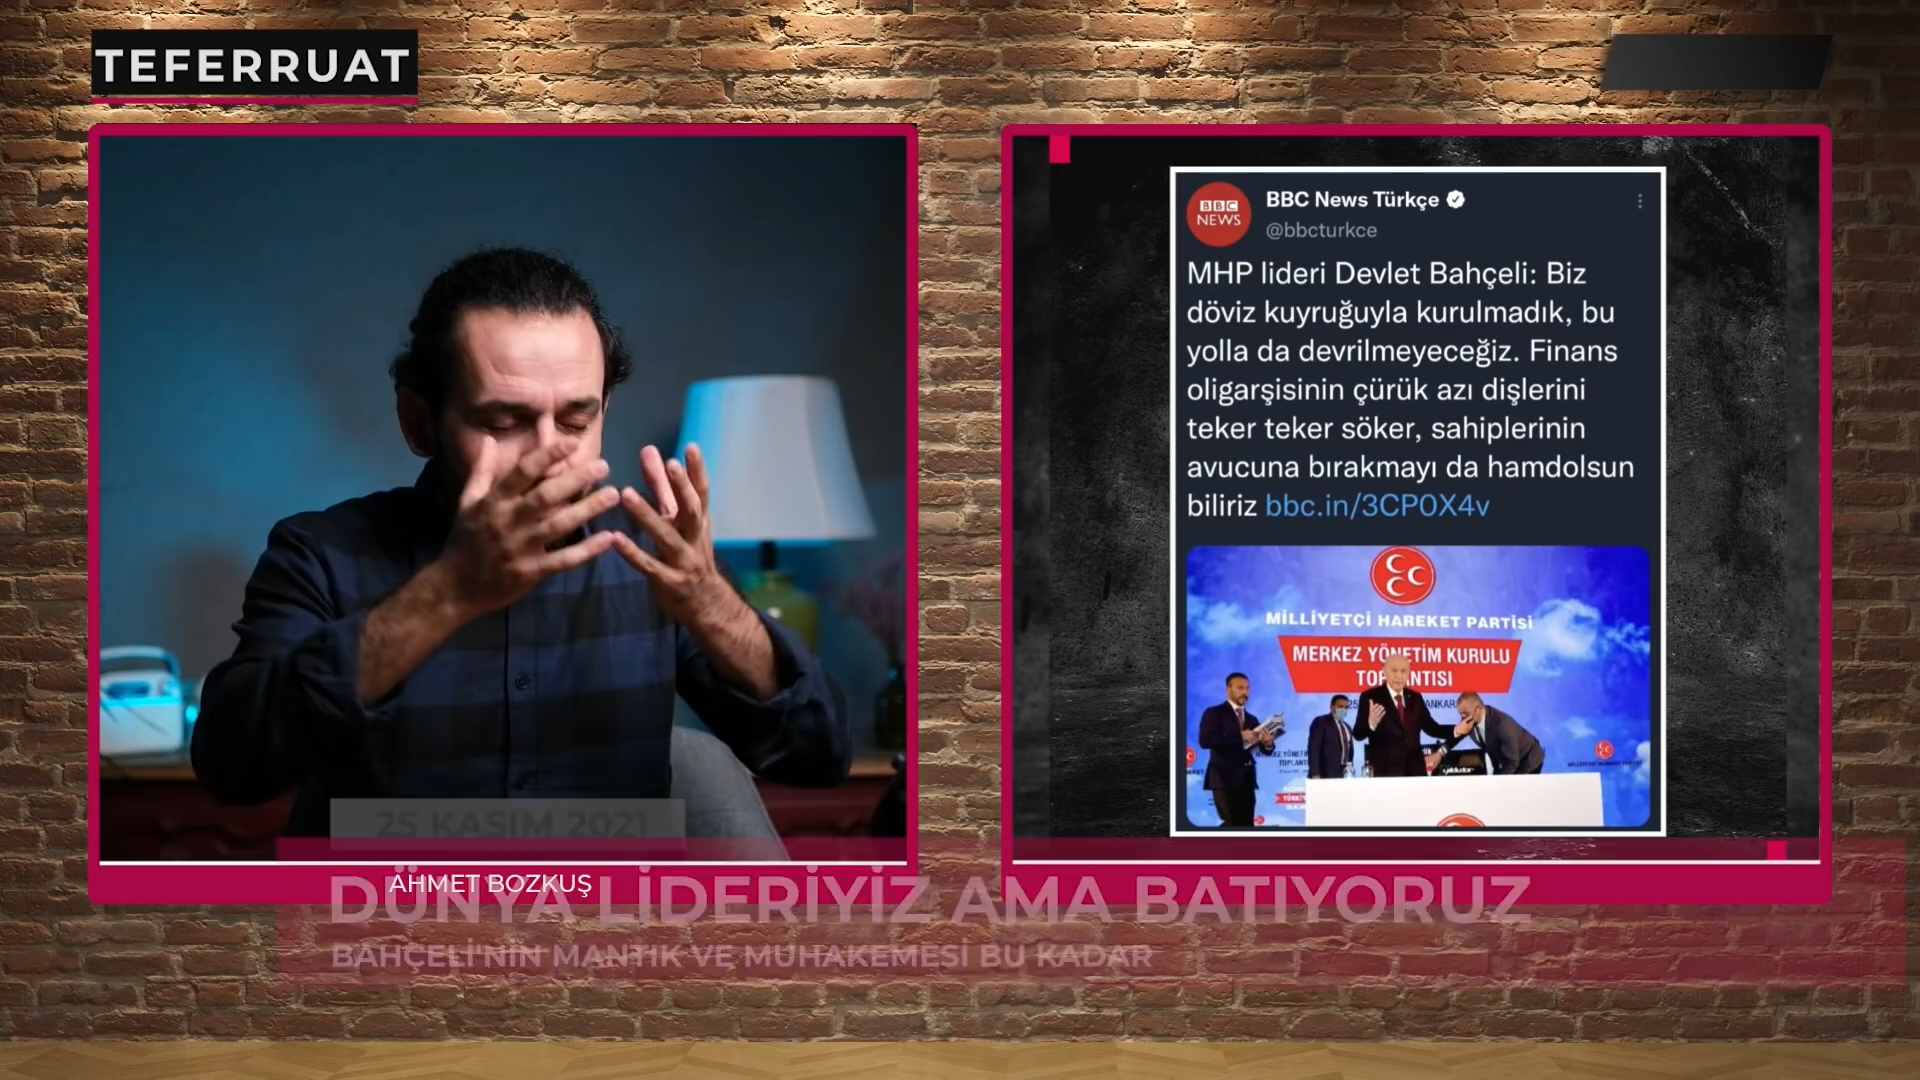 TEFERRUAT
BBC News Türkçe
@bbcturkce
BBC
NEWS
MHP lideri Devlet Bahçeli: Biz
döviz kuyruğuyla kurulmadık, bu
yolla da devrilmeyeceğiz. Finans
oligarşisinin çürük azı dişlerini
teker teker söker, sahiplerinin
avucuna bırakmayı da hamdolsun
biliriz bbc.in/3CP0X4v
MİLLİYETÇİ HAREKET PARTİSİ
MERKEZ YÖNETİM KURULU
25 KASIM 2021
AHMET BOZKUŞ
DÜNYA LİDERİYİZ AMA BATIYORUZ
BAHÇELİ'NİN MANTIK VE MUHAKEMESİ BU KADAR